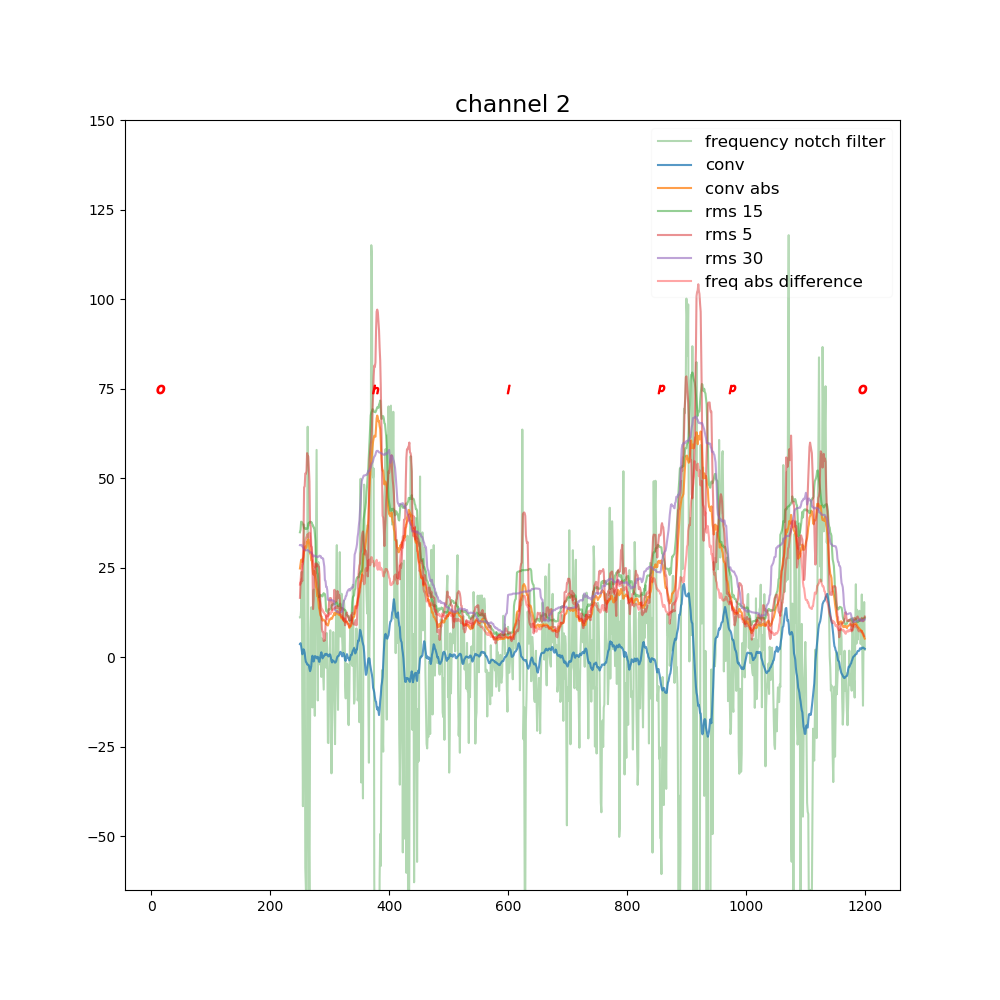 channel 2
150
frequency notch filter
conv
conv abs
rms 15
rms 5
rms 30
freq abs difference
125
100
75
o h l p p o
50
25
0
−25
−50
0 200 400 600 800 1000 1200